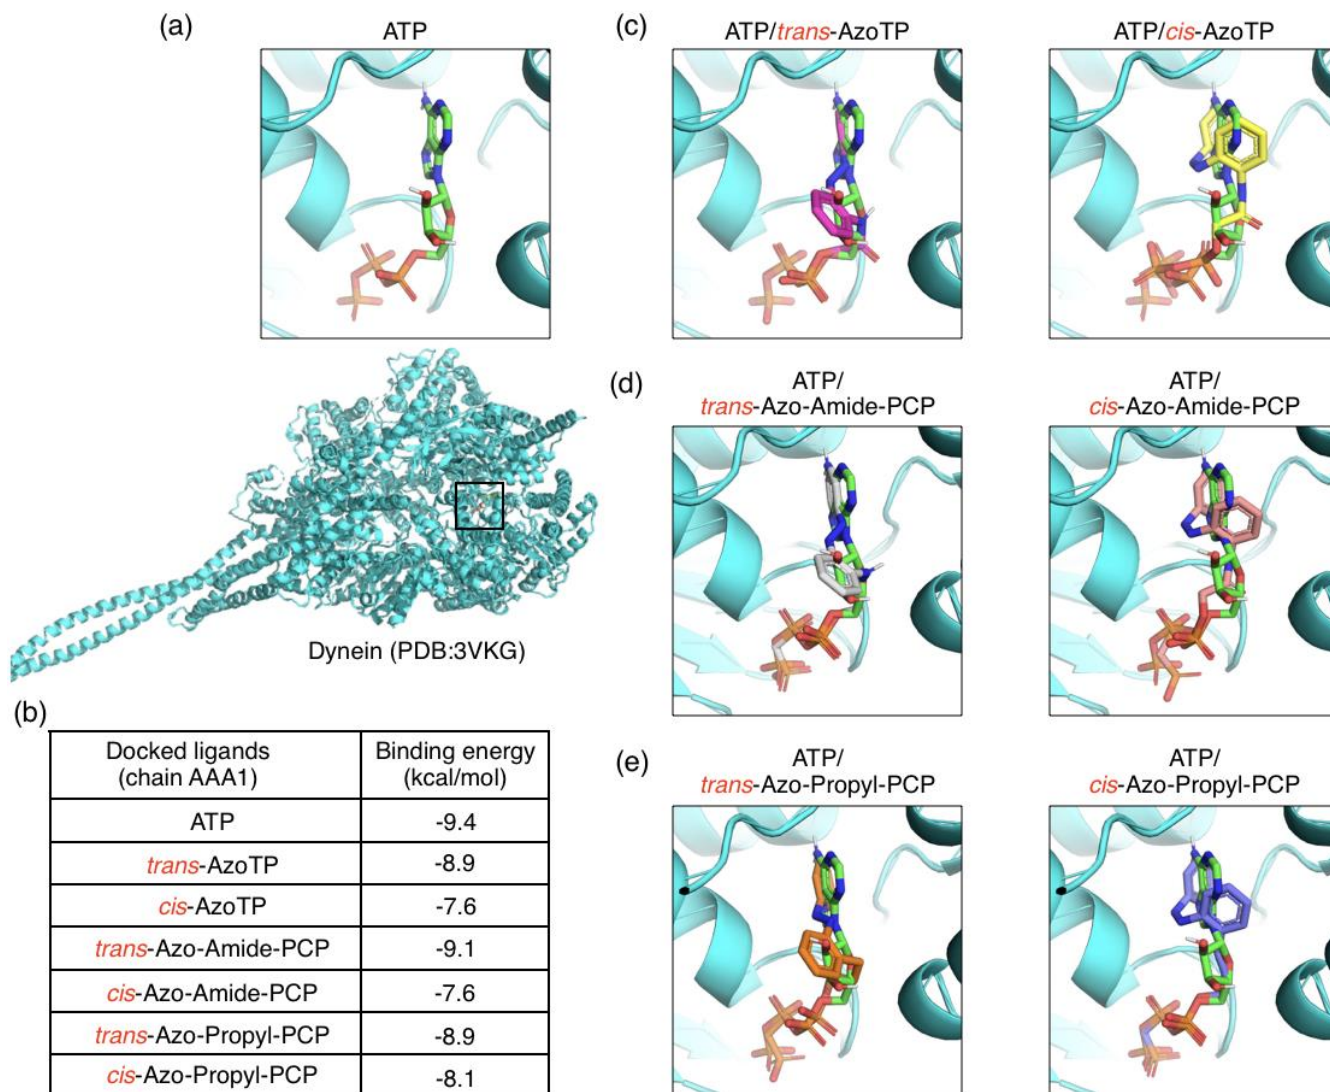 (a)
ATP
Dynein (PDB:3VKG)
(b)
Docked ligands
(chain AAA1)
Binding energy
(kcal/mol)
ATP
-9.4
trans-AzoTP
-8.9
cis-AzoTP
-7.6
trans-Azo-Amide-PCP
-9.1
cis-Azo-Amide-PCP
-7.6
trans-Azo-Propyl-PCP
-8.9
cis-Azo-Propyl-PCP
-8.1
(c)
ATP/trans-AzoTP
ATP/cis-AzoTP
(d)
ATP/
trans-Azo-Amide-PCP
ATP/
cis-Azo-Amide-PCP
(e)
ATP/
trans-Azo-Propyl-PCP
ATP/
cis-Azo-Propyl-PCP